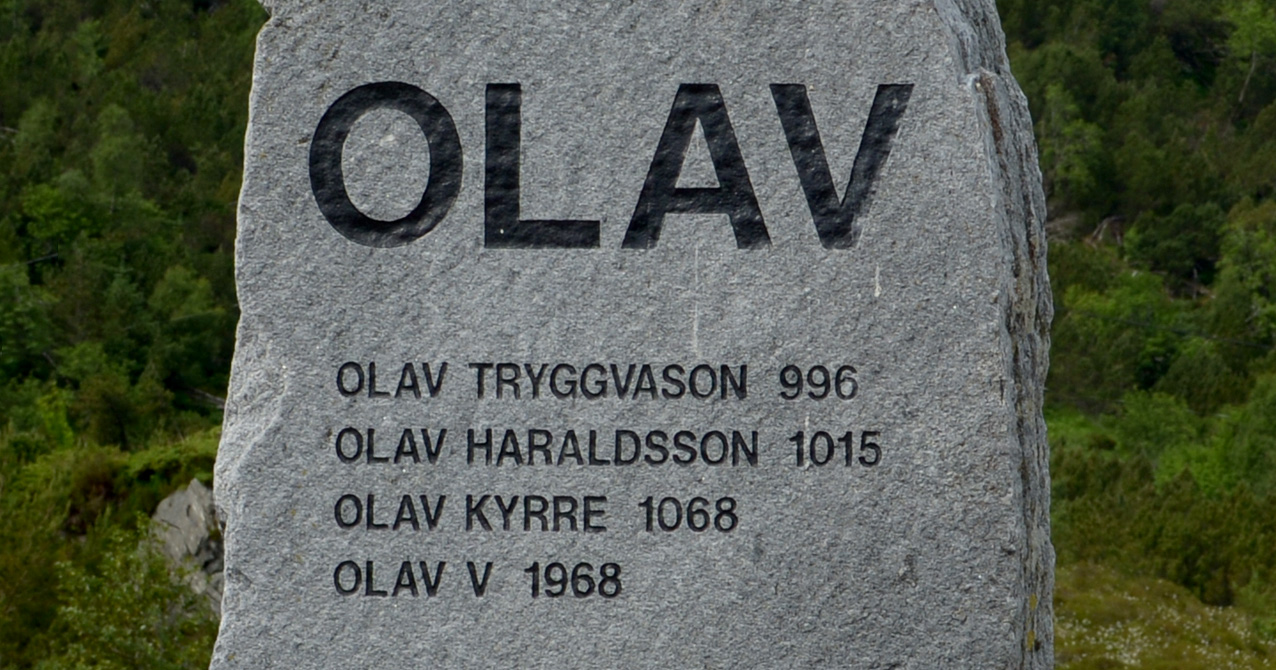 OLAV
OLAV TRYGGVASON 996
OLAV HARALDSSON 1015
OLAV KYRRE 1068
OLAV V 1968